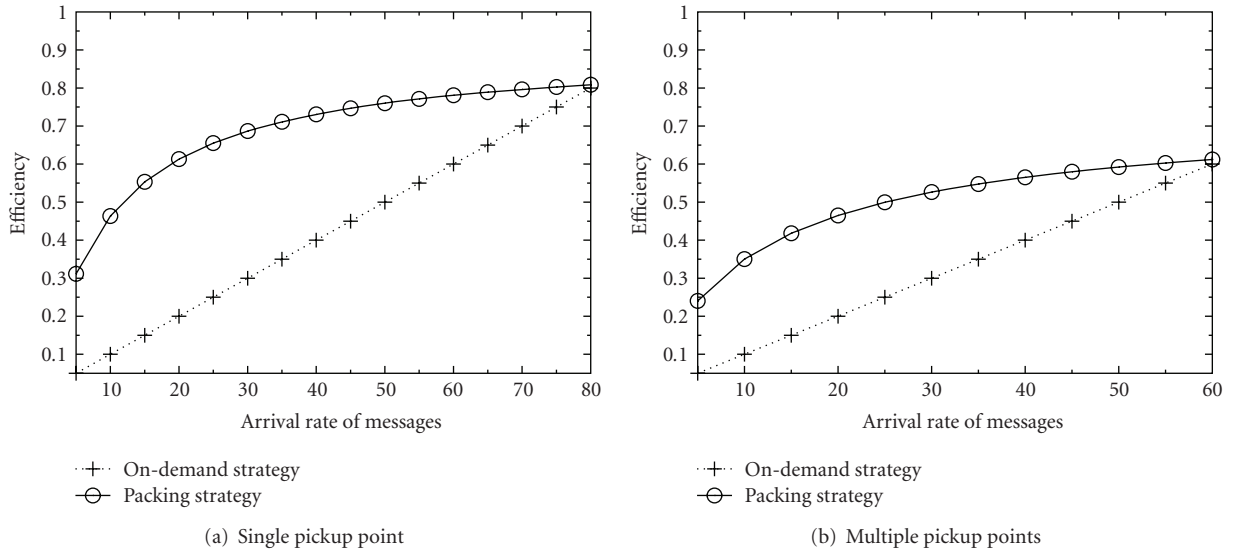 1
0.9
0.8
0.7
0.6
0.5
0.4
0.3
0.2
0.1
Efficiency
10 20 30 40 50 60 70 80
Arrival rate of messages
On-demand strategy
Packing strategy
(a) Single pickup point
1
0.9
0.8
0.7
0.6
0.5
0.4
0.3
0.2
0.1
Efficiency
10 20 30 40 50 60
Arrival rate of messages
On-demand strategy
Packing strategy
(b) Multiple pickup points